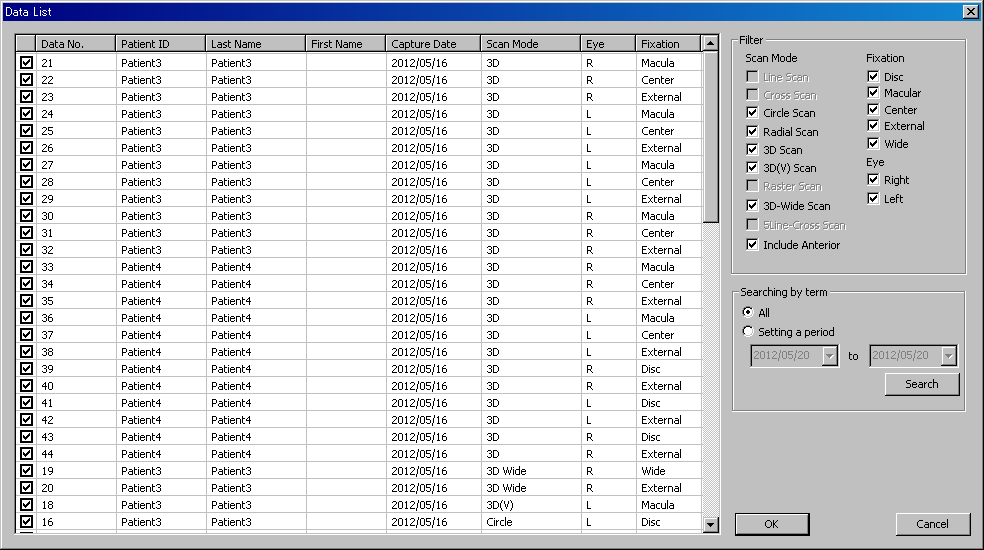 Data List
Data No. Patient ID Last Name First Name Capture Date Scan Mode Eye Fixation
21 Patient3 Patient3 2012/05/16 3D R Macula
22 Patient3 Patient3 2012/05/16 3D R Center
23 Patient3 Patient3 2012/05/16 3D R External
24 Patient3 Patient3 2012/05/16 3D L Macula
25 Patient3 Patient3 2012/05/16 3D L Center
26 Patient3 Patient3 2012/05/16 3D L External
27 Patient3 Patient3 2012/05/16 3D L Macula
28 Patient3 Patient3 2012/05/16 3D L Center
29 Patient3 Patient3 2012/05/16 3D L External
30 Patient3 Patient3 2012/05/16 3D R Macula
31 Patient3 Patient3 2012/05/16 3D R Center
32 Patient3 Patient3 2012/05/16 3D R External
33 Patient4 Patient4 2012/05/16 3D R Macula
34 Patient4 Patient4 2012/05/16 3D R Center
35 Patient4 Patient4 2012/05/16 3D R External
36 Patient4 Patient4 2012/05/16 3D L Macula
37 Patient4 Patient4 2012/05/16 3D L Center
38 Patient4 Patient4 2012/05/16 3D L External
39 Patient4 Patient4 2012/05/16 3D R Disc
40 Patient4 Patient4 2012/05/16 3D R External
41 Patient4 Patient4 2012/05/16 3D L Disc
42 Patient4 Patient4 2012/05/16 3D L External
43 Patient4 Patient4 2012/05/16 3D R Disc
44 Patient4 Patient4 2012/05/16 3D R External
19 Patient3 Patient3 2012/05/16 3D Wide R Wide
20 Patient3 Patient3 2012/05/16 3D Wide R External
18 Patient3 Patient3 2012/05/16 3D(V) L Macula
16 Patient3 Patient3 2012/05/16 Circle L Disc
Filter
Scan Mode
Line Scan
Cross Scan
Circle Scan
Radial Scan
3D Scan
3D(V) Scan
Raster Scan
3D-Wide Scan
5Line-Cross Scan
Include Anterior
Fixation
Disc
Macular
Center
External
Wide
Eye
Right
Left
Searching by term
All
Setting a period
2012/05/20 to 2012/05/20
Search
OK Cancel